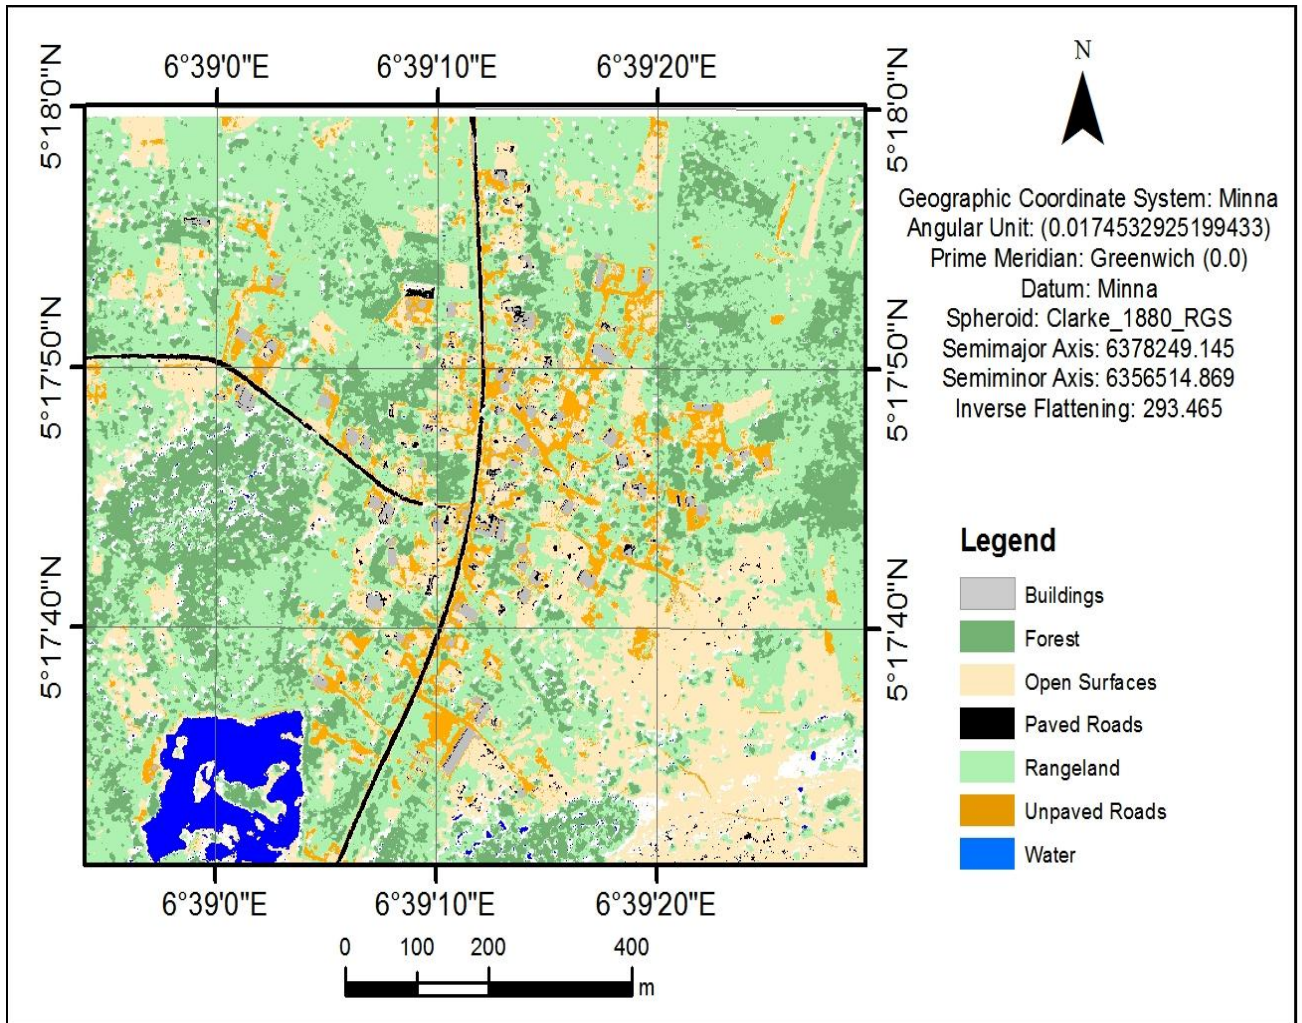 6°39'0"E 6°39'10"E 6°39'20"E
N
5°18'0"N
5°18'0"N
Geographic Coordinate System: Minna
Angular Unit: (0.0174532925199433)
Prime Meridian: Greenwich (0.0)
Datum: Minna
Spheroid: Clarke_1880_RGS
Semimajor Axis: 6378249.145
Semiminor Axis: 6356514.869
Inverse Flattening: 293.465
5°17'50"N
5°17'50"N
5°17'40"N
5°17'40"N
Legend
Buildings
Forest
Open Surfaces
Paved Roads
Rangeland
Unpaved Roads
Water
6°39'0"E 6°39'10"E 6°39'20"E
0 100 200 400
m